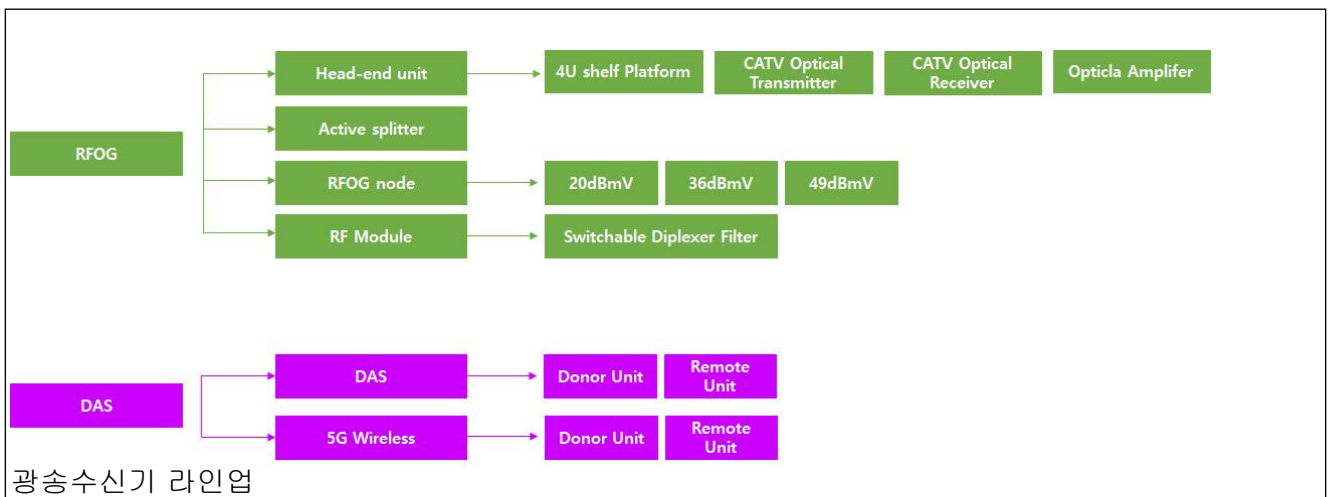 Head-end unit
4U shelf Platform
CATV Optical
Transmitter
CATV Optical
Receiver
Opticla Amplifer
Active splitter
RFOG
RFOG node
20dBmV
36dBmV
49dBmV
RF Module
Switchable Diplexer Filter
DAS
DAS
Donor Unit
Remote
Unit
5G Wireless
Donor Unit
Remote
Unit
광송수신기 라인업